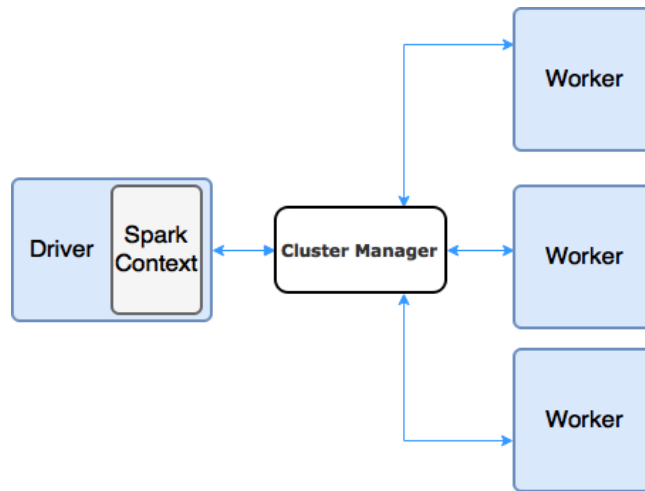 Driver
Spark
Context
Cluster Manager
Worker
Worker
Worker